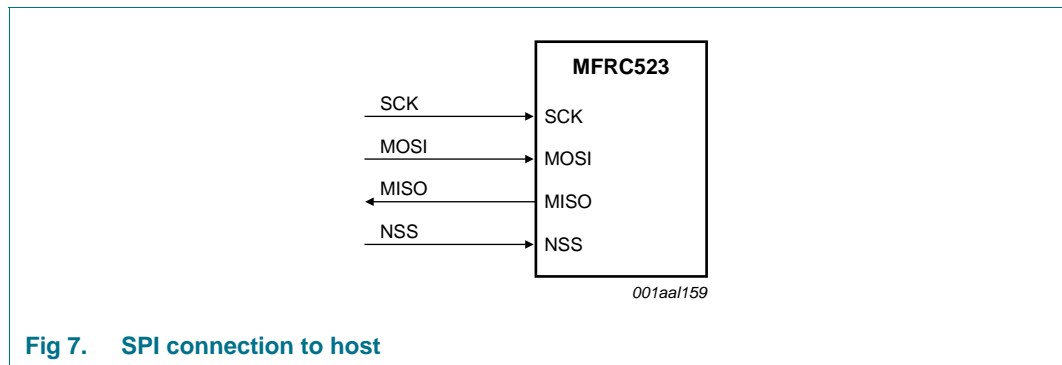 MFRC523
SCK SCK
MOSI MOSI
MISO MISO
NSS NSS
001aal159
Fig 7. SPI connection to host